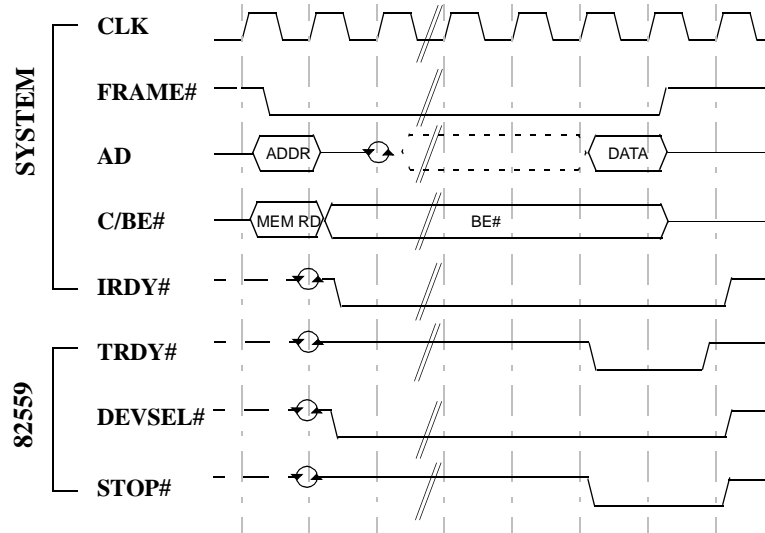 SYSTEM
CLK
FRAME#
AD
ADDR
DATA
C/BE#
MEM RD
BE#
IRDY#
82559
TRDY#
DEVSEL#
STOP#